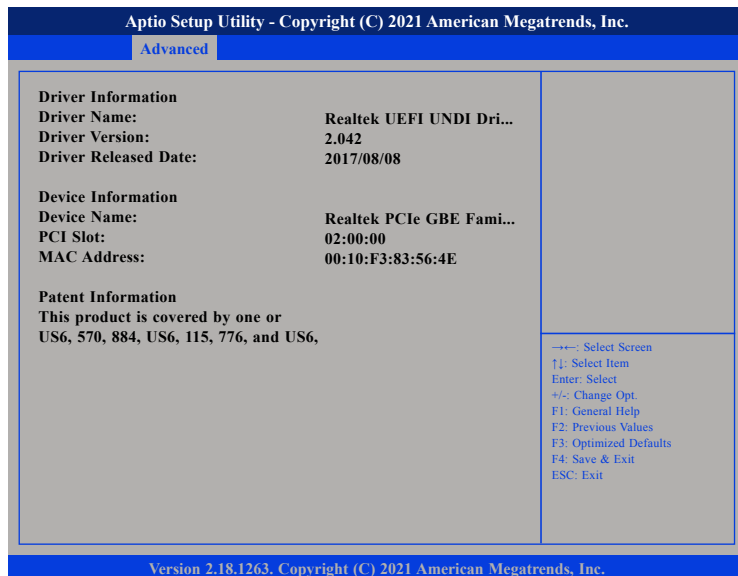 Aptio Setup Utility - Copyright (C) 2021 American Megatrends, Inc.
Advanced
Driver Information
Driver Name: Realtek UEFI UNDI Dri...
Driver Version: 2.042
Driver Released Date: 2017/08/08
Device Information
Device Name: Realtek PCIe GBE Fami...
PCI Slot: 02:00:00
MAC Address: 00:10:F3:83:56:4E
Patent Information
This product is covered by one or
US6, 570, 884, US6, 115, 776, and US6,
→←: Select Screen
↑↓: Select Item
Enter: Select
+/-: Change Opt.
F1: General Help
F2: Previous Values
F3: Optimized Defaults
F4: Save & Exit
ESC: Exit
Version 2.18.1263. Copyright (C) 2021 American Megatrends, Inc.